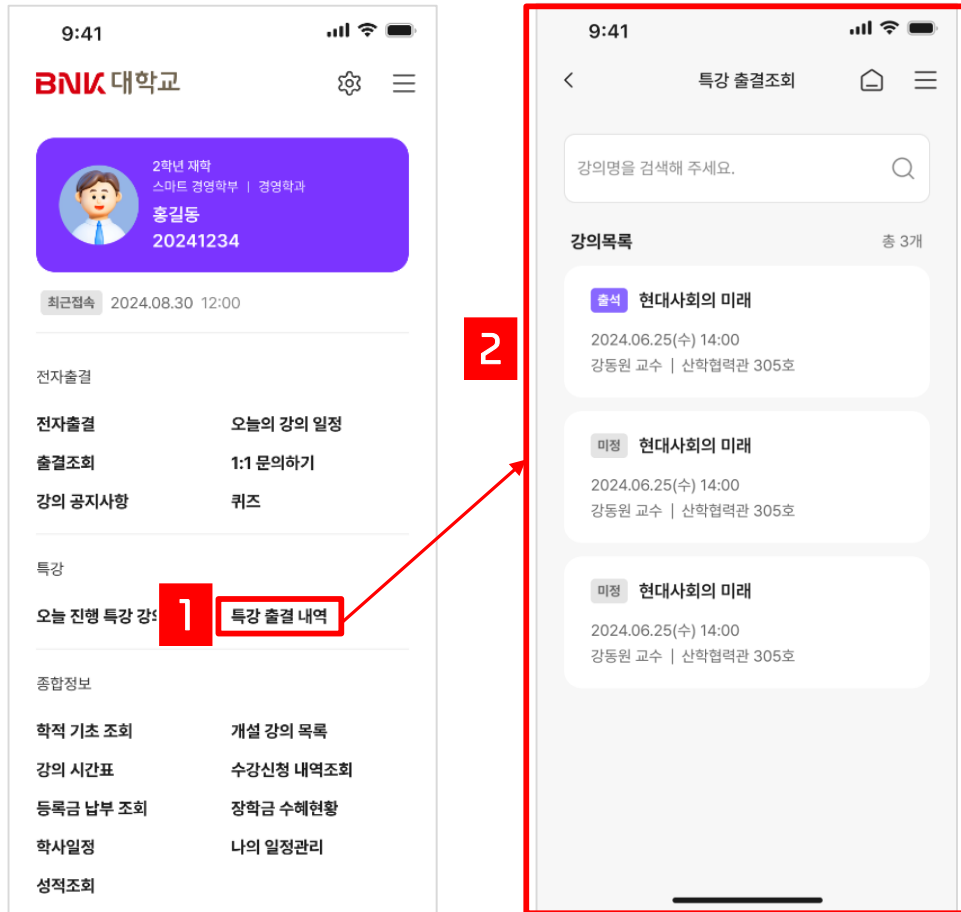 9:41
BNK 대학교
2학년 재학
스마트 경영학부 | 경영학과
홍길동
20241234
최근접속 2024.08.30 12:00
전자출결
전자출결 오늘의 강의 일정
출결조회 1:1 문의하기
강의 공지사항 퀴즈
특강
오늘 진행 특강 1 특강 출결 내역
종합정보
학적 기초 조회 개설 강의 목록
강의 시간표 수강신청 내역조회
등록금 납부 조회 장학금 수혜현황
학사일정 나의 일정관리
성적조회
2
9:41
특강 출결조회
강의명을 검색해 주세요.
강의목록 총 3개
출석 현대사회의 미래
2024.06.25(수) 14:00
강동원 교수 | 산학협력관 305호
미정 현대사회의 미래
2024.06.25(수) 14:00
강동원 교수 | 산학협력관 305호
미정 현대사회의 미래
2024.06.25(수) 14:00
강동원 교수 | 산학협력관 305호